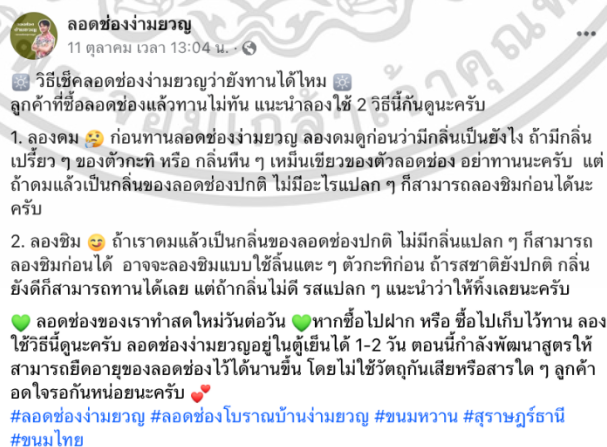 ลอดช่องง่ามยวญ
11 ตุลาคม เวลา 13:04 น. ·
🔆 วิธีเช็คลอดช่องง่ามยวญว่ายังทานได้ไหม 🔆
ลูกค้าที่ซื้อลอดช่องแล้วทานไม่ทัน แนะนำลองใช้ 2 วิธีนี้กันดูนะครับ
1. ลองดม 🤔 ก่อนทานลอดช่องง่ามยวญ ลองดมดูก่อนว่ามีกลิ่นเป็นยังไง ถ้ามีกลิ่น
เปรี้ยว ๆ ของตัวกะทิ หรือ กลิ่นหืน ๆ เหม็นเขียวของตัวลอดช่อง อย่าทานนะครับ แต่
ถ้าดมแล้วเป็นกลิ่นของลอดช่องปกติ ไม่มีอะไรแปลก ๆ ก็สามารถลองชิมก่อนได้นะ
ครับ
2. ลองชิม 😋 ถ้าเราดมแล้วเป็นกลิ่นของลอดช่องปกติ ไม่มีกลิ่นแปลก ๆ ก็สามารถ
ลองชิมก่อนได้ อาจจะลองชิมแบบใช้ลิ้นแตะ ๆ ตัวกะทิก่อน ถ้ารสชาติยังปกติ กลิ่น
ยังดีก็สามารถทานได้เลย แต่ถ้ากลิ่นไม่ดี รสแปลก ๆ แนะนำว่าให้ทิ้งเลยนะครับ
💚 ลอดช่องของเราทำสดใหม่วันต่อวัน 💚หากซื้อไปฝาก หรือ ซื้อไปเก็บไว้ทาน ลอง
ใช้วิธีนี้ดูนะครับ ลอดช่องง่ามยวญอยู่ในตู้เย็นได้ 1-2 วัน ตอนนี้กำลังพัฒนาสูตรให้
สามารถยืดอายุของลอดช่องไว้ได้นานขึ้น โดยไม่ใช้วัตถุกันเสียหรือสารใด ๆ ลูกค้า
อดใจรอกันหน่อยนะครับ 💕
#ลอดช่องง่ามยวญ #ลอดช่องโบราณบ้านง่ามยวญ #ขนมหวาน #สุราษฎร์ธานี
#ขนมไทย